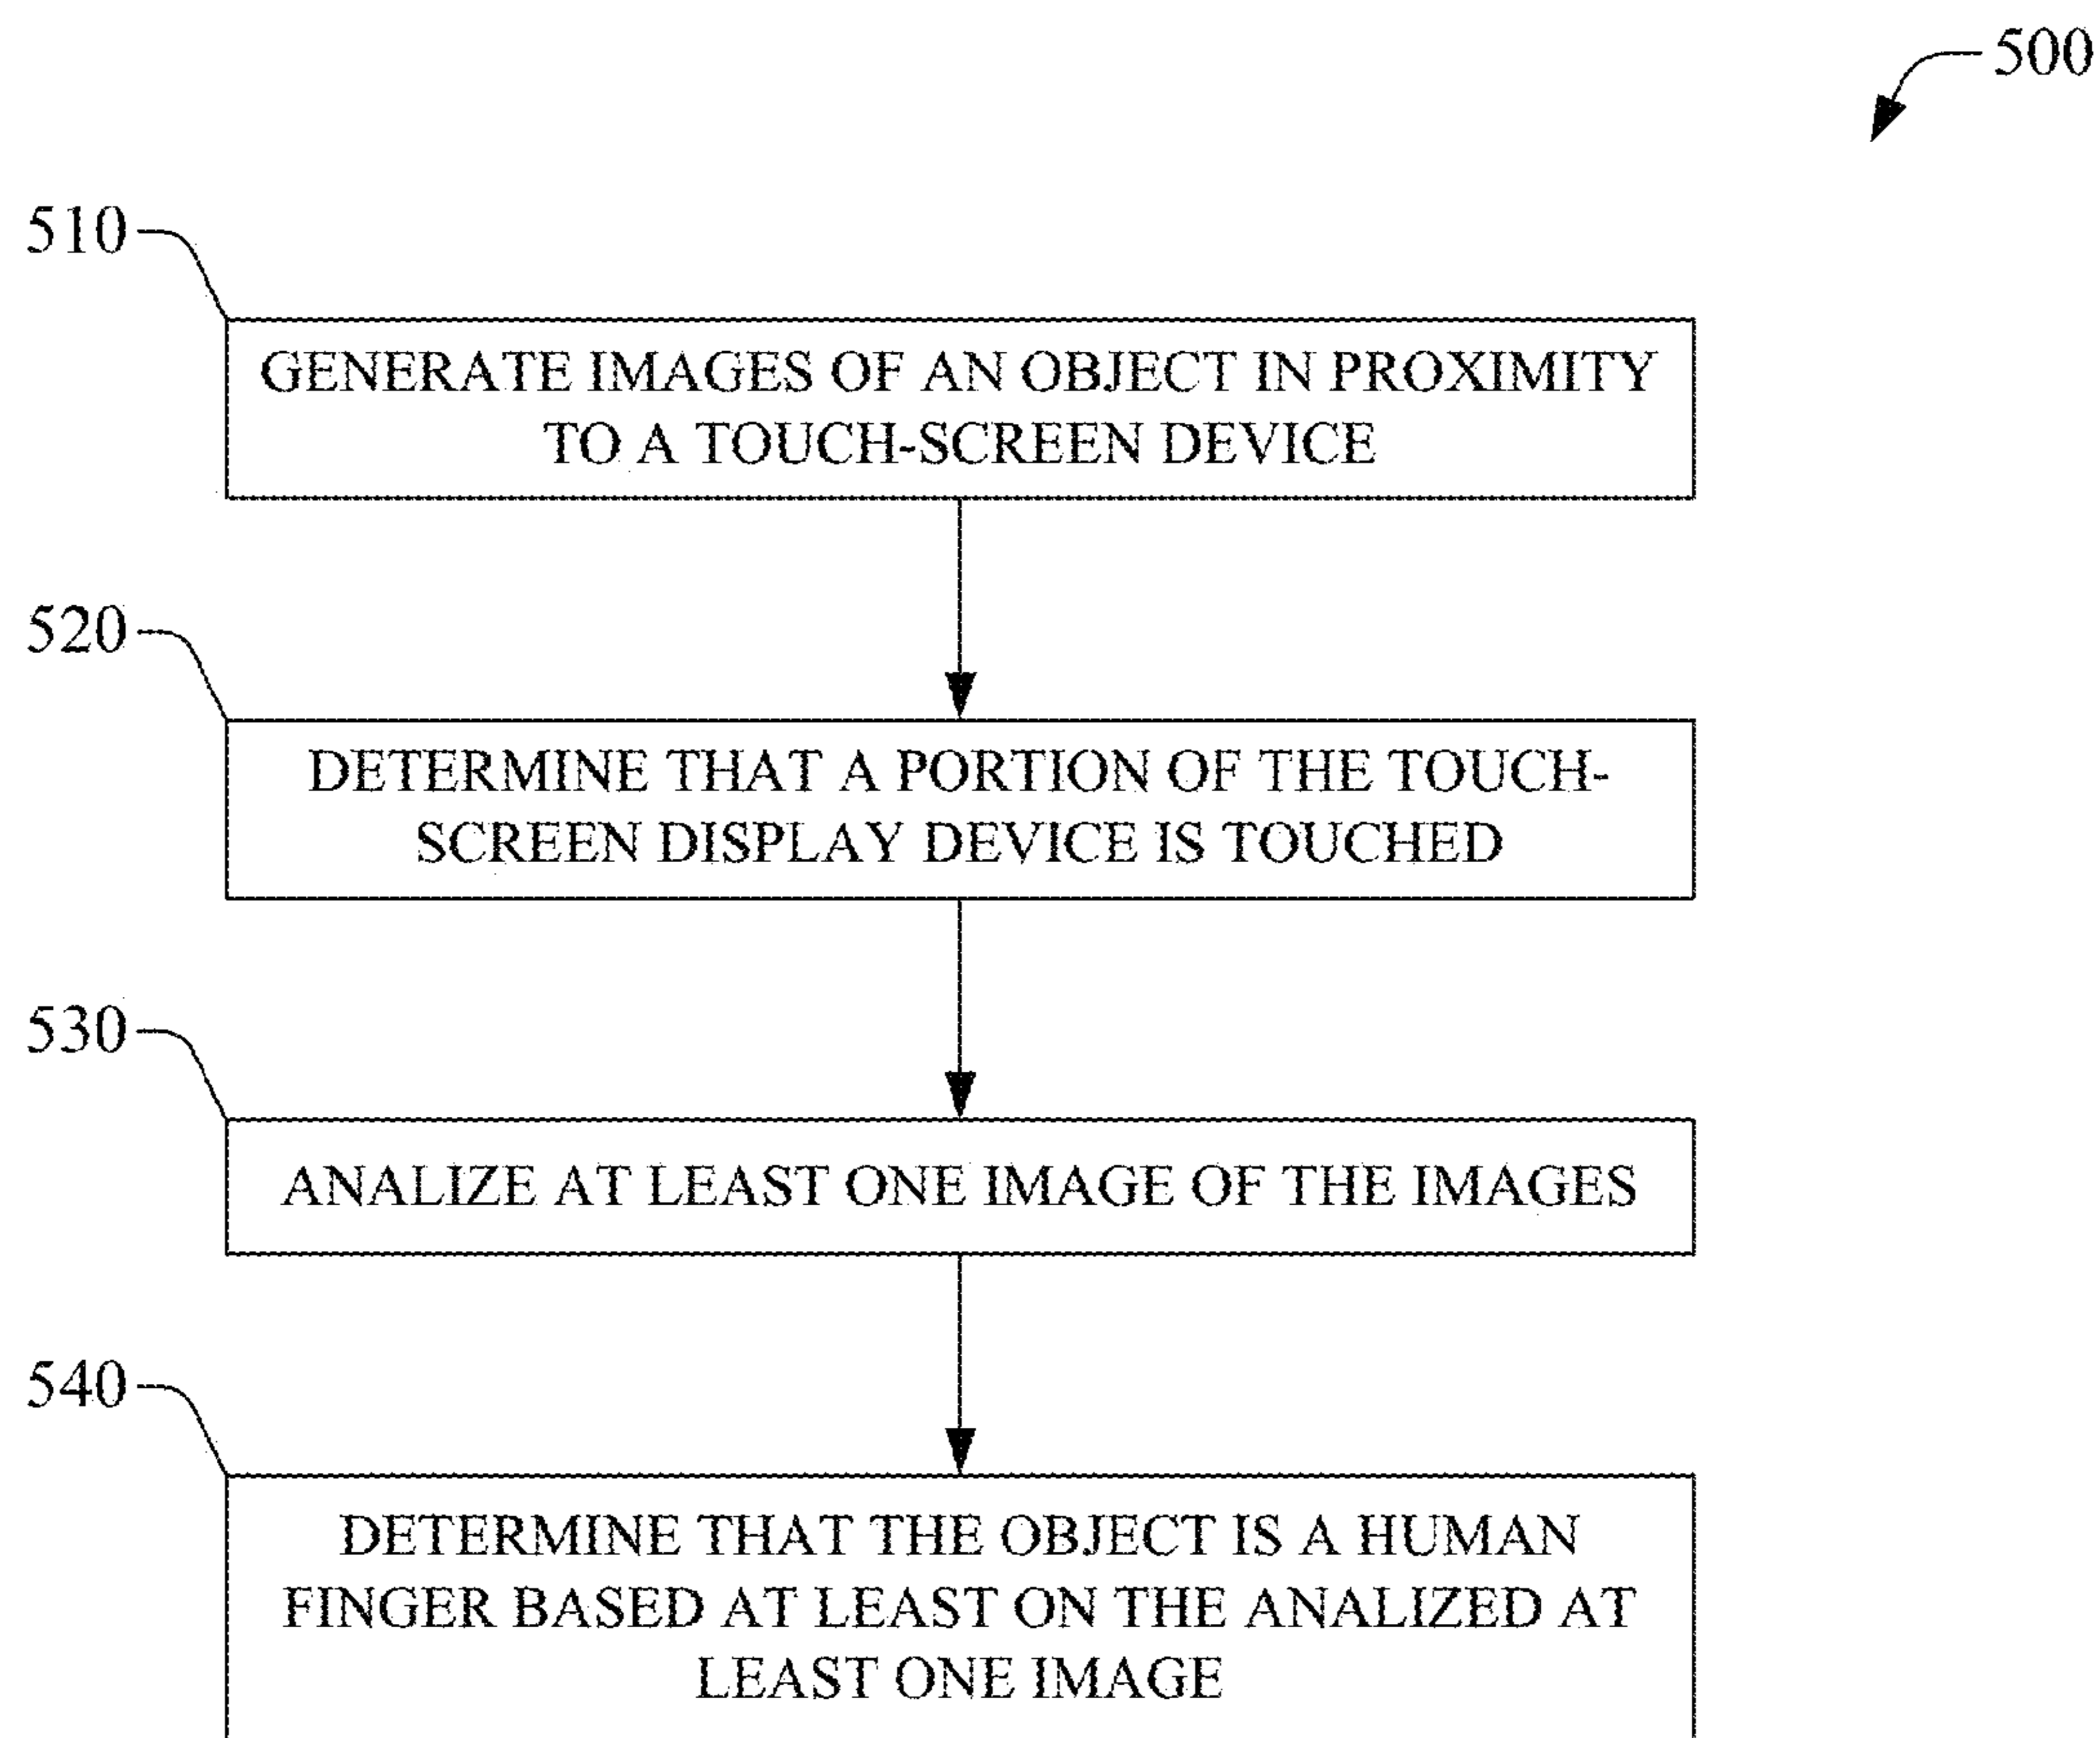 500
510
GENERATE IMAGES OF AN OBJECT IN PROXIMITY
TO A TOUCH-SCREEN DEVICE
520
DETERMINE THAT A PORTION OF THE TOUCH-
SCREEN DISPLAY DEVICE IS TOUCHED
530
ANALIZE AT LEAST ONE IMAGE OF THE IMAGES
540
DETERMINE THAT THE OBJECT IS A HUMAN
FINGER BASED AT LEAST ON THE ANALIZED AT
LEAST ONE IMAGE